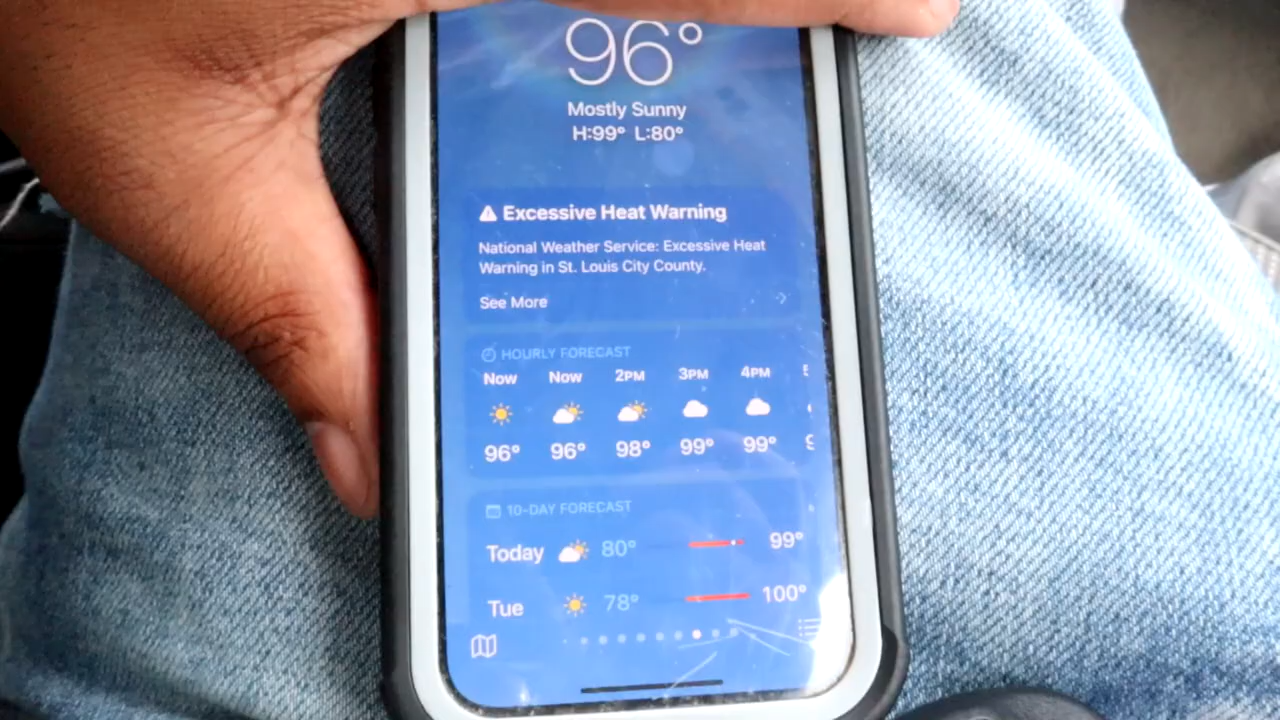 96°
Mostly Sunny
H:99° L:80°
Excessive Heat Warning
National Weather Service: Excessive Heat
Warning in St. Louis City County.
See More
HOURLY FORECAST
Now Now 2PM 3PM 4PM
96° 96° 98° 99° 99°
10-DAY FORECAST
Today 80° 99°
Tue 78° 100°